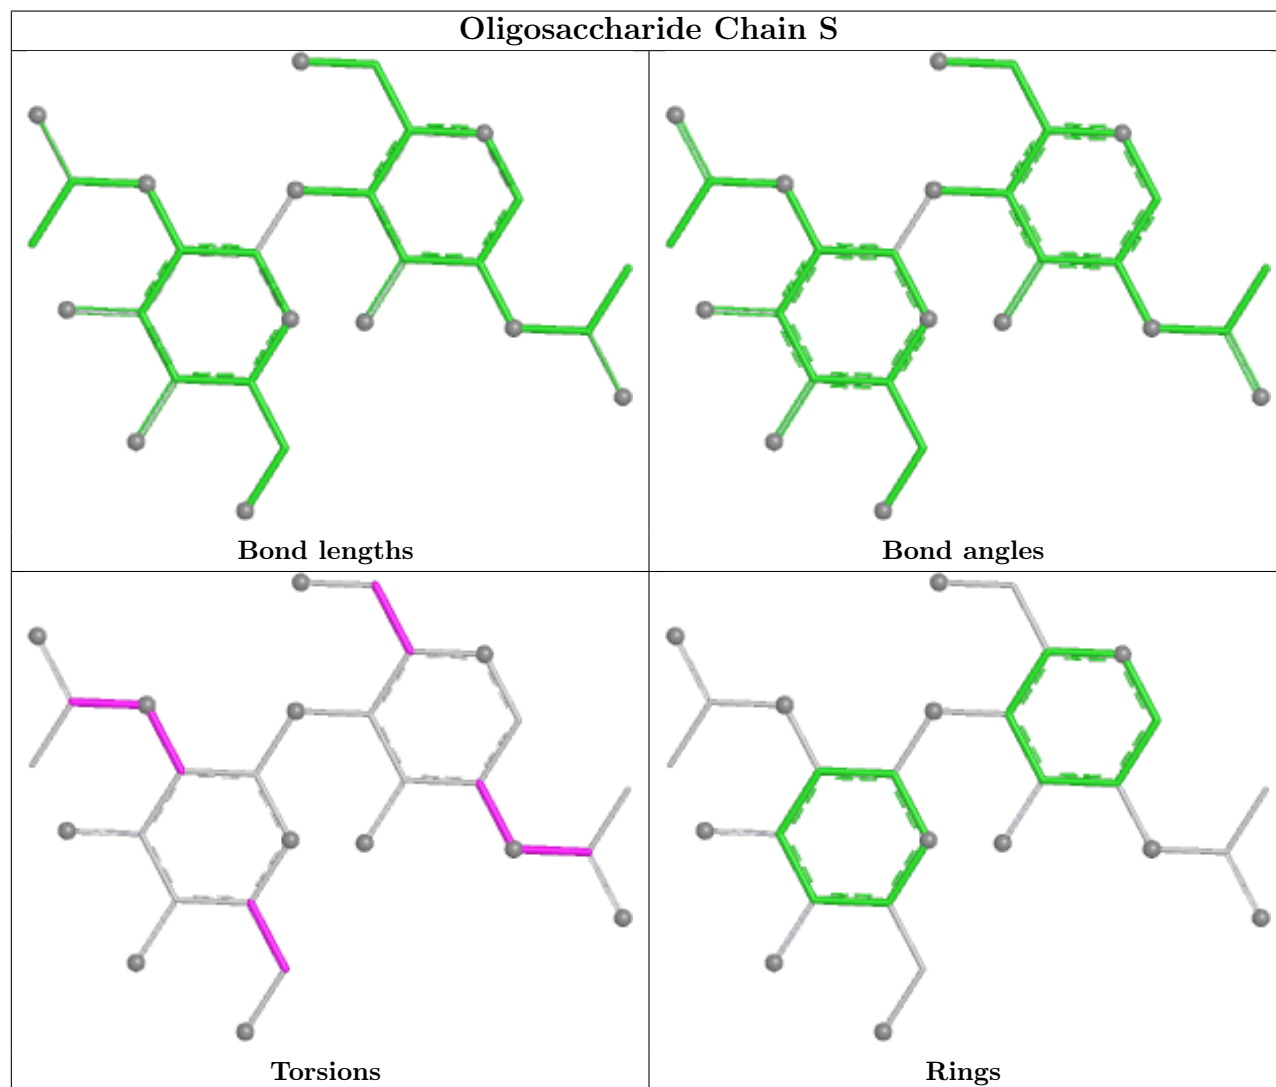 Oligosaccharide Chain S
Bond lengths
Bond angles
Torsions
Rings